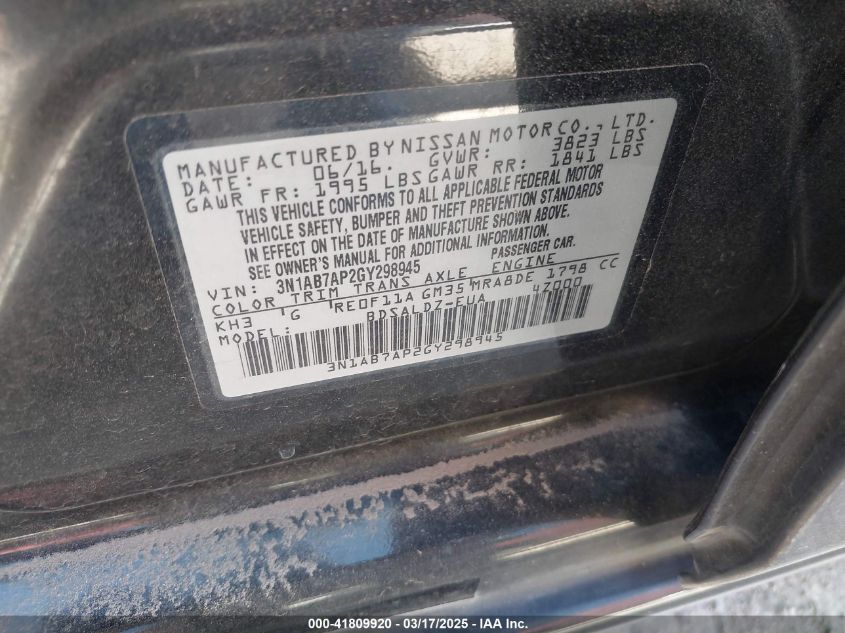 MANUFACTURED BY NISSAN MOTOR CO., LTD.
DATE: 06/16. GVWR: 3823 LBS
GAWR FR: 1995 LBS GAWR RR: 1841 LBS
THIS VEHICLE CONFORMS TO ALL APPLICABLE FEDERAL MOTOR
VEHICLE SAFETY, BUMPER AND THEFT PREVENTION STANDARDS
IN EFFECT ON THE DATE OF MANUFACTURE SHOWN ABOVE.
SEE OWNER'S MANUAL FOR ADDITIONAL INFORMATION.
VIN: 3N1AB7AP2GY298945 PASSENGER CAR.
COLOR TRIM TRANS AXLE ENGINE
KH3 G RE0F11A GM35 MRA8DE 1798 CC
MODEL: BDSALDZ-EUA 4Z000
3N1AB7AP2GY298945
000-41809920 - 03/17/2025 - IAA, Inc.